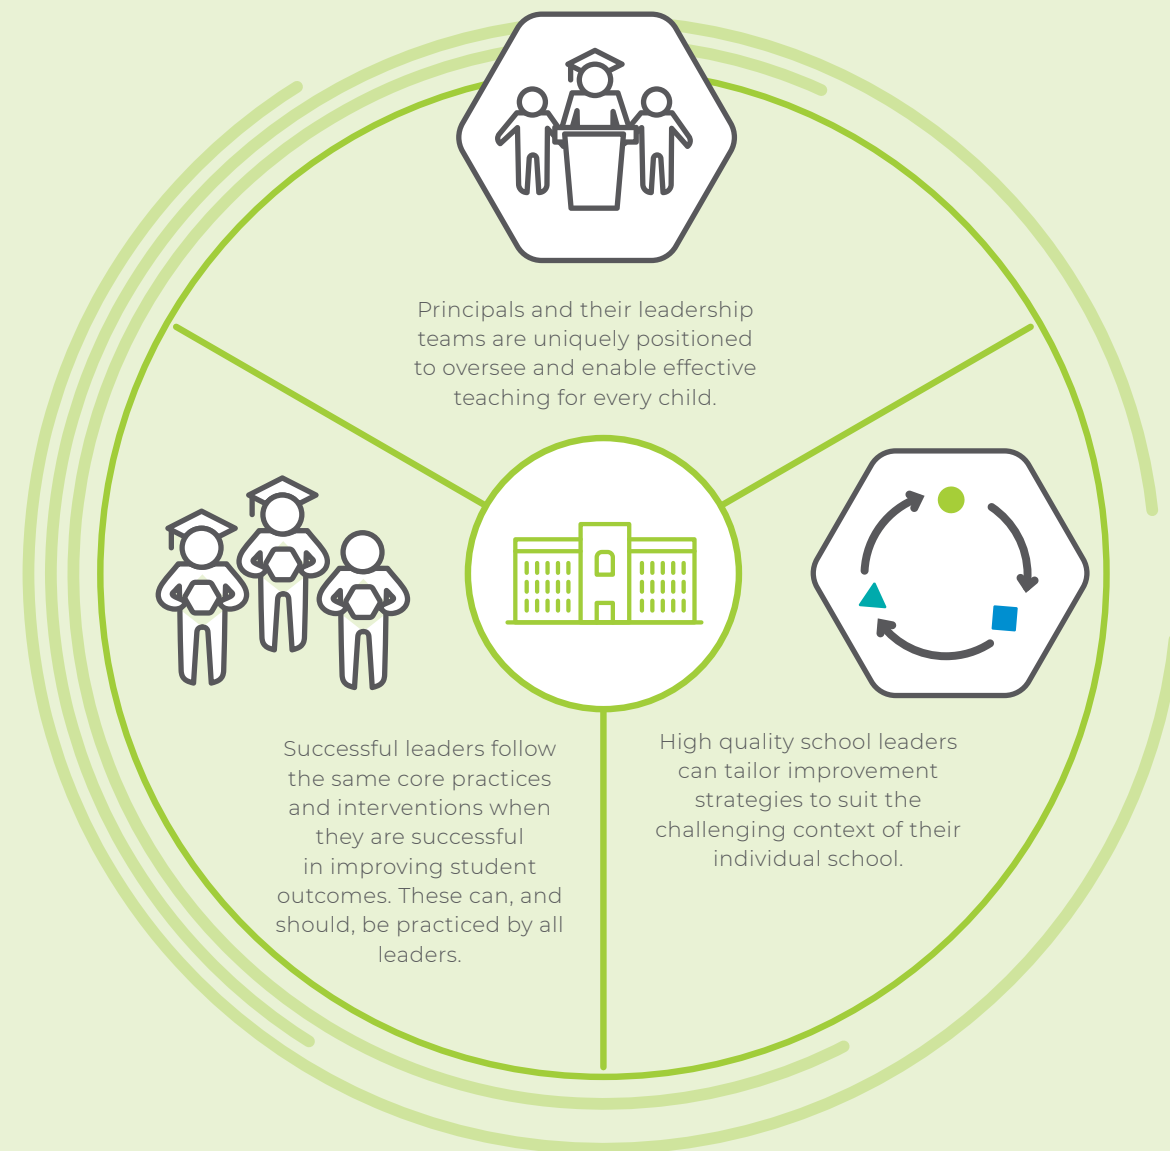 Principals and their leadership
teams are uniquely positioned
to oversee and enable effective
teaching for every child.
High quality school leaders
can tailor improvement
strategies to suit the
challenging context of their
individual school.
Successful leaders follow
the same core practices
and interventions when
they are successful
in improving student
outcomes. These can, and
should, be practiced by all
leaders.